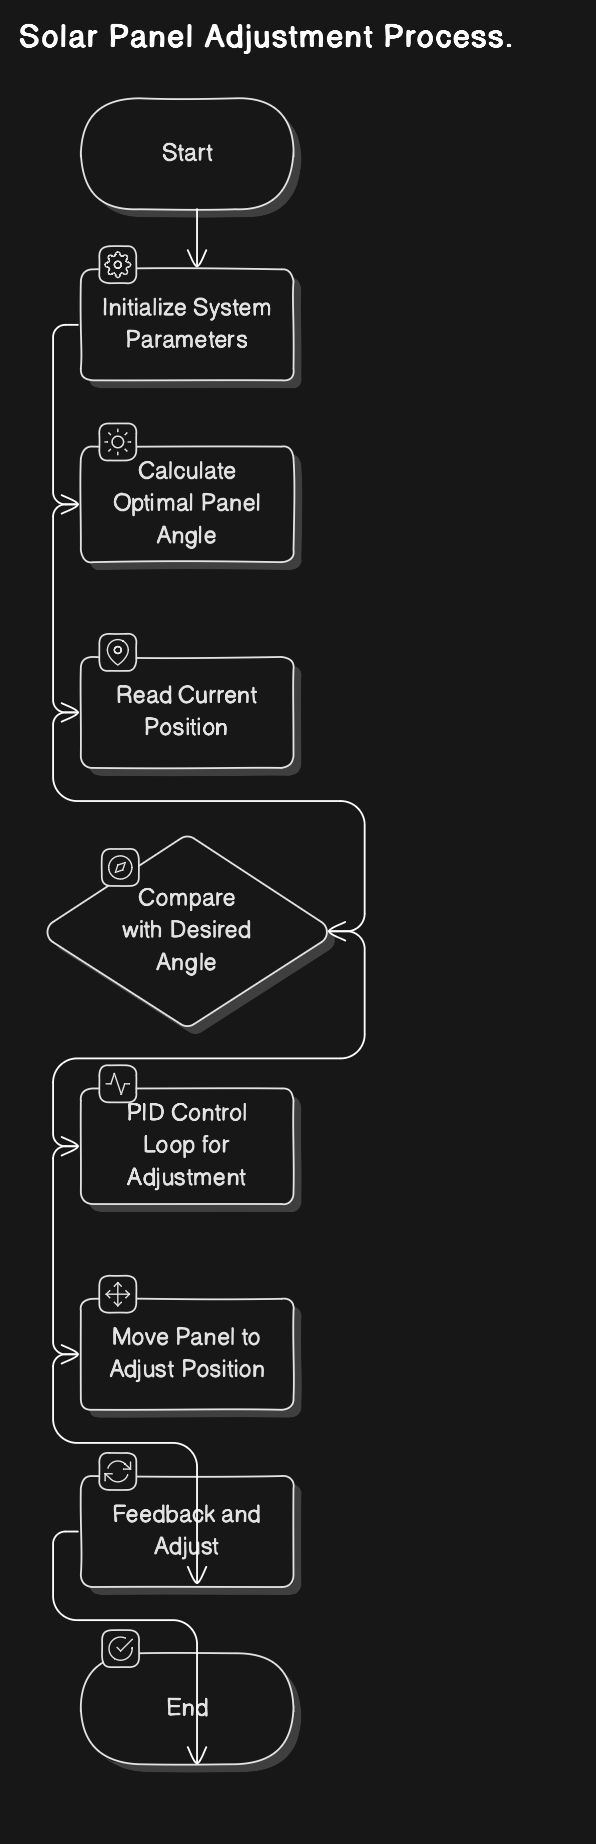 Solar Panel Adjustment Process.
Start
Initialize System
Parameters
Calculate
Optimal Panel
Angle
Read Current
Position
Compare
with Desired
Angle
PID Control
Loop for
Adjustment
Move Panel to
Adjust Position
Feedback and
Adjust
End